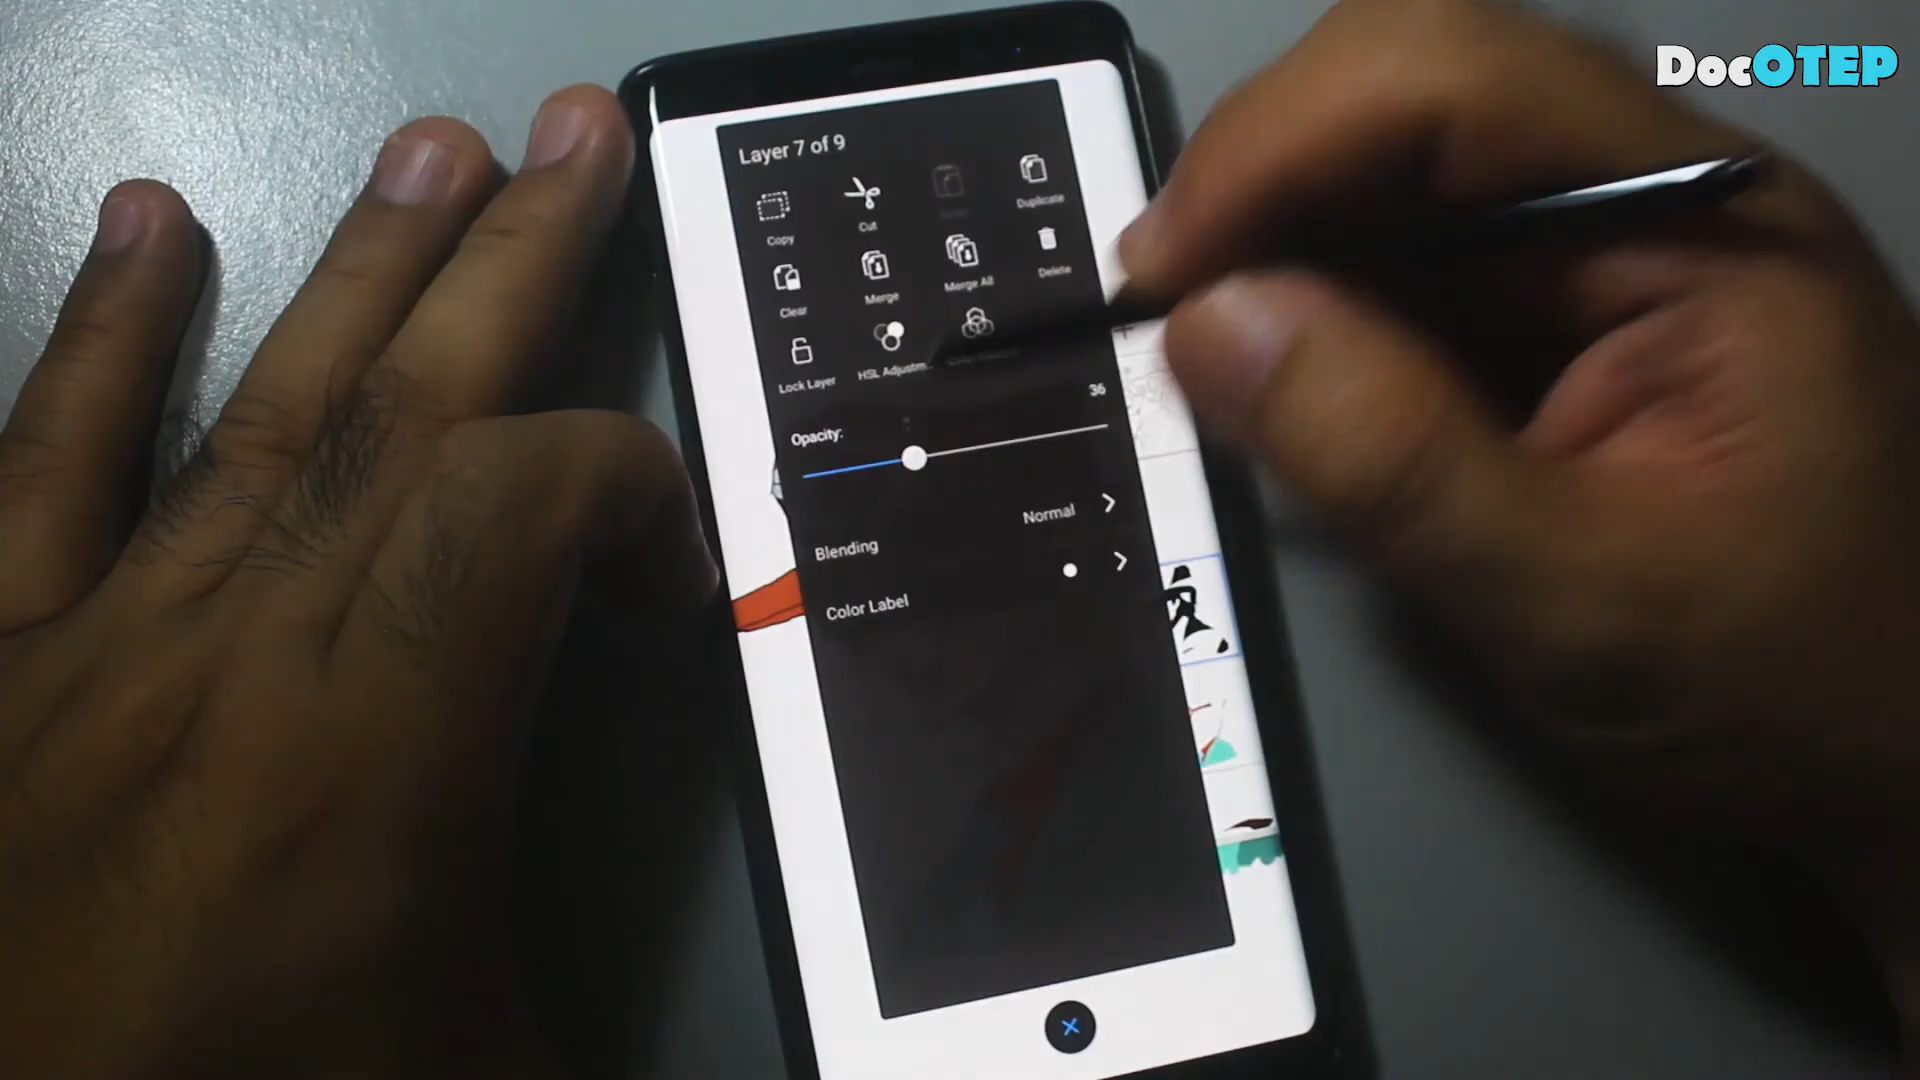 DocOTEP
Layer 7 of 9
Copy
Cut
Duplicate
Clear
Merge
Merge All
Delete
Lock Layer
HSL Adjustm...
36
Opacity:
Blending
Normal
Color Label